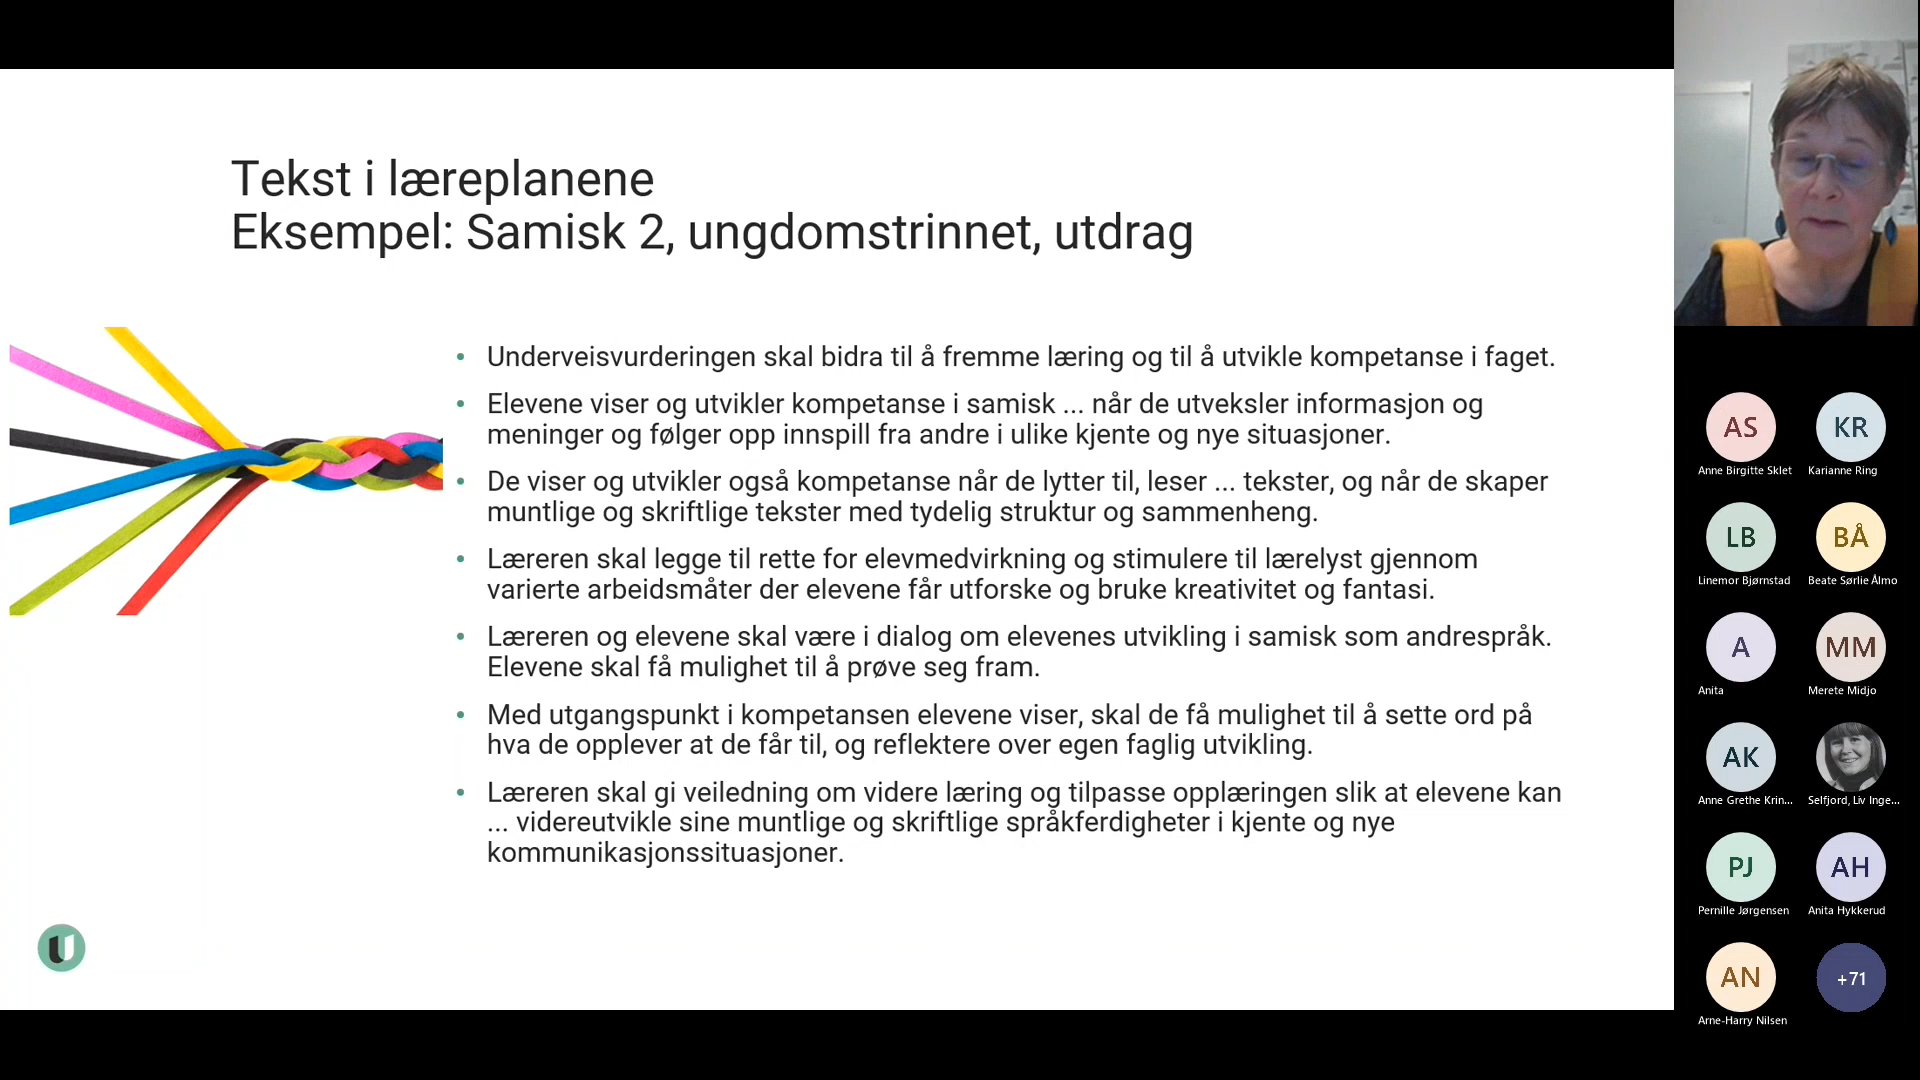 Tekst i læreplanene
Eksempel: Samisk 2, ungdomstrinnet, utdrag
• Underveisvurderingen skal bidra til å fremme læring og til å utvikle kompetanse i faget.
• Elevene viser og utvikler kompetanse i samisk ... når de utveksler informasjon og
meninger og følger opp innspill fra andre i ulike kjente og nye situasjoner.
• De viser og utvikler også kompetanse når de lytter til, leser ... tekster, og når de skaper
muntlige og skriftlige tekster med tydelig struktur og sammenheng.
• Læreren skal legge til rette for elevmedvirkning og stimulere til lærelyst gjennom
varierte arbeidsmåter der elevene får utforske og bruke kreativitet og fantasi.
• Læreren og elevene skal være i dialog om elevenes utvikling i samisk som andrespråk.
Elevene skal få mulighet til å prøve seg fram.
• Med utgangspunkt i kompetansen elevene viser, skal de få mulighet til å sette ord på
hva de opplever at de får til, og reflektere over egen faglig utvikling.
• Læreren skal gi veiledning om videre læring og tilpasse opplæringen slik at elevene kan
... videreutvikle sine muntlige og skriftlige språkferdigheter i kjente og nye
kommunikasjonssituasjoner.
U
AS KR
Anne Birgitte Sklet Karianne Ring
LB BÅ
Linemor Bjørnstad Beate Sørlie Ålmo
A MM
Anita Merete Midjo
AK
Anne Grethe Krin... Selfjord, Liv Inge...
PJ AH
Pernille Jørgensen Anita Hykkerud
AN +71
Arne-Harry Nilsen